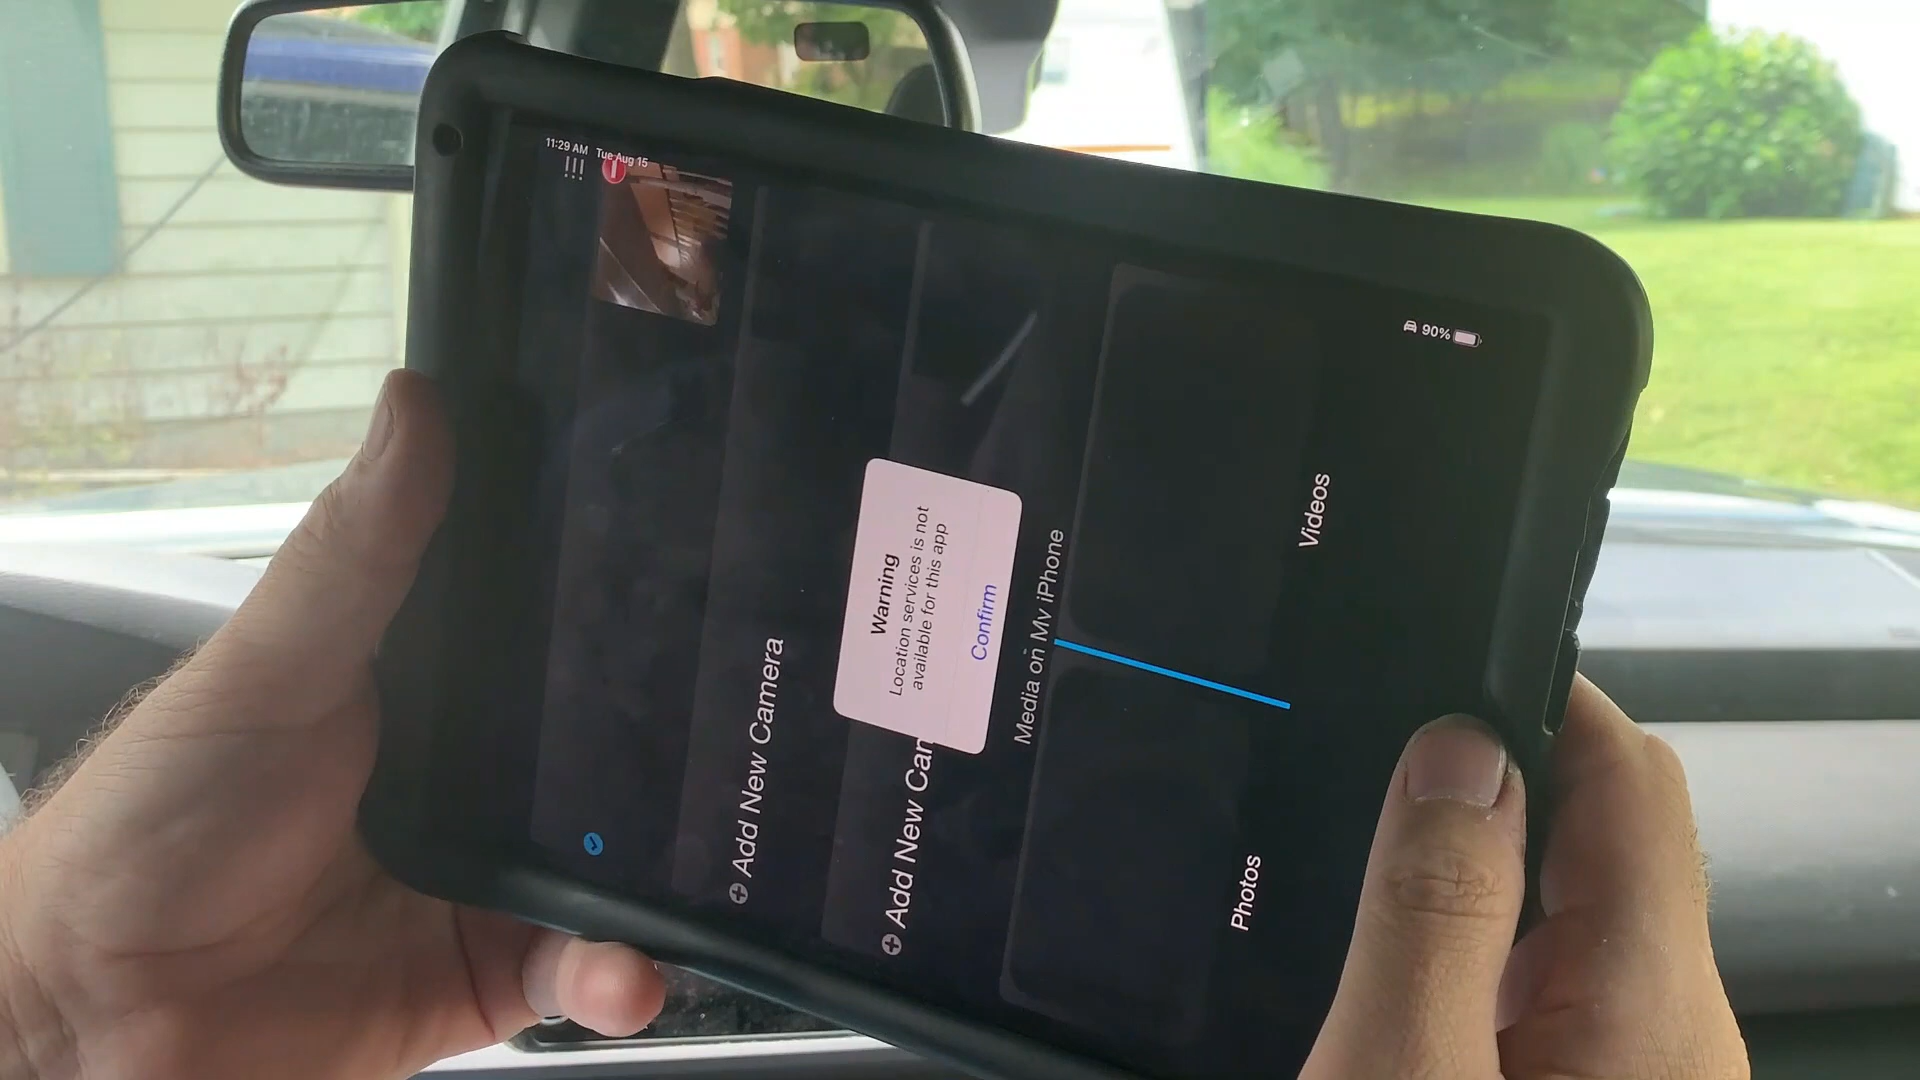 11:29 AM Tue Aug 15
90%
Add New Camera
Add New Cam
Warning
Location services is not
available for this app
Confirm
Media on My iPhone
Photos
Videos